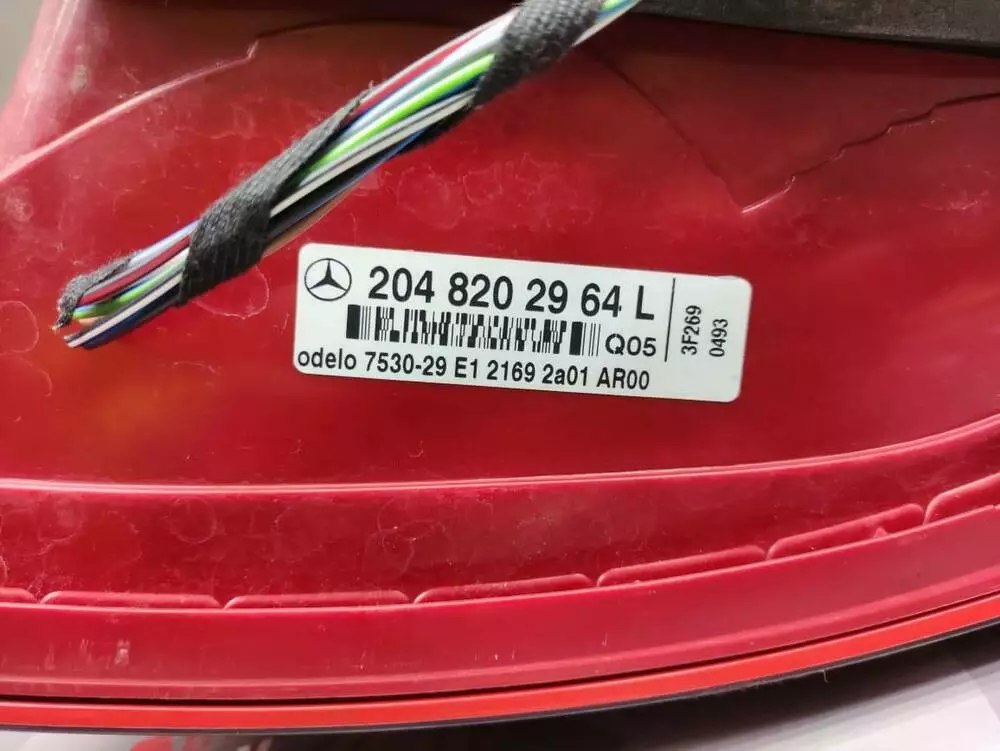 204 820 29 64 L
Q05
odelo 7530-29 E1 2169 2a01 AR00
3F269
0493